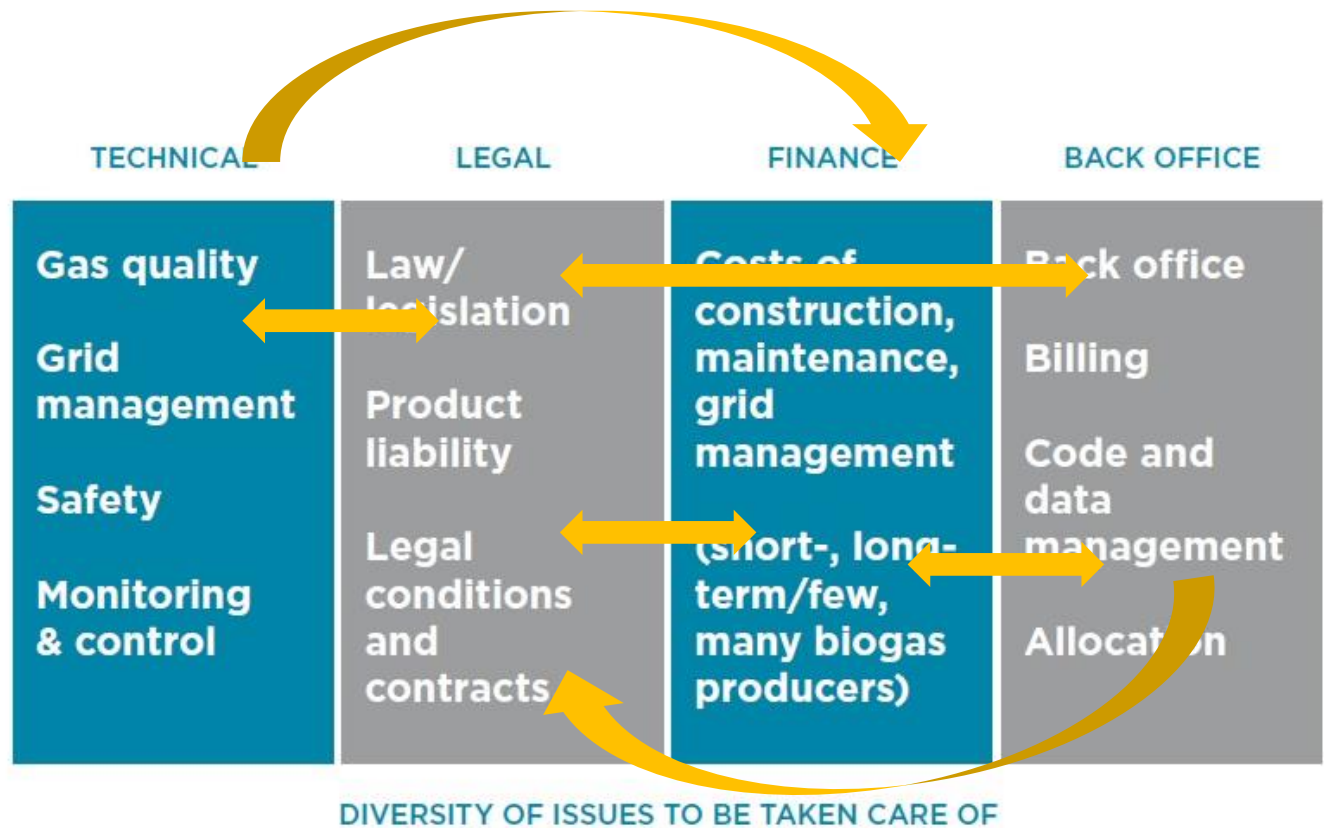 TECHNICAL
LEGAL
FINANCE
BACK OFFICE
Gas quality
Grid
management
Safety
Monitoring
& control
Law/
legislation
Product
liability
Legal
conditions
and
contracts
Costs of
construction,
maintenance,
grid
management
(short-, long-
term/few,
many biogas
producers)
Back office
Billing
Code and
data
management
Allocation
DIVERSITY OF ISSUES TO BE TAKEN CARE OF